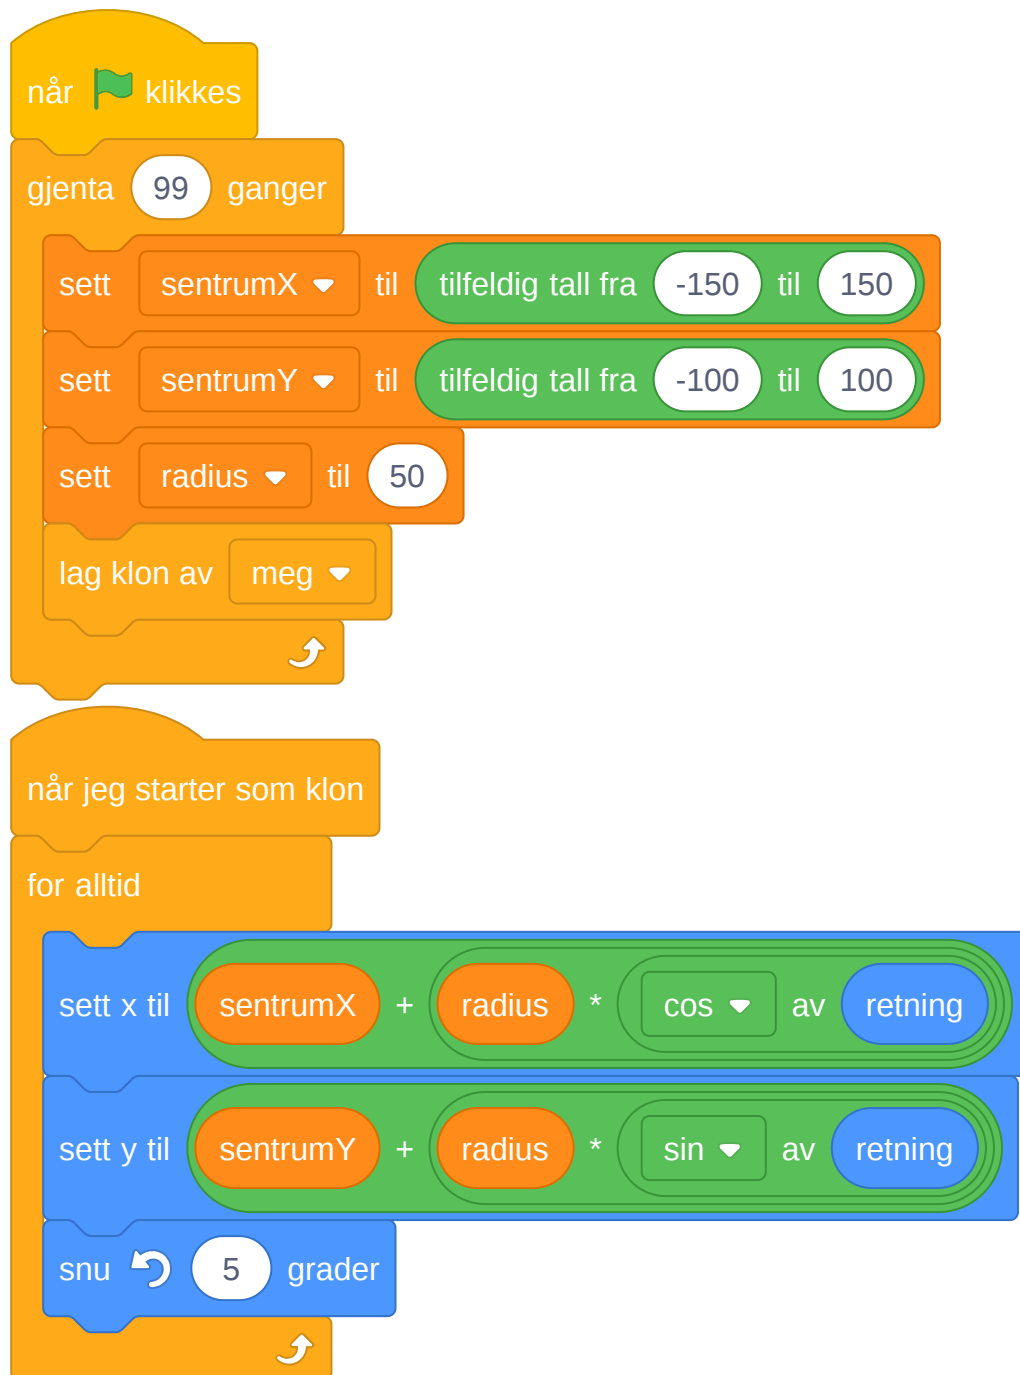 når klikkes
gjenta 99 ganger
sett sentrumX til tilfeldig tall fra -150 til 150
sett sentrumY til tilfeldig tall fra -100 til 100
sett radius til 50
lag klon av meg
når jeg starter som klon
for alltid
sett x til sentrumX + radius * cos av retning
sett y til sentrumY + radius * sin av retning
snu 5 grader